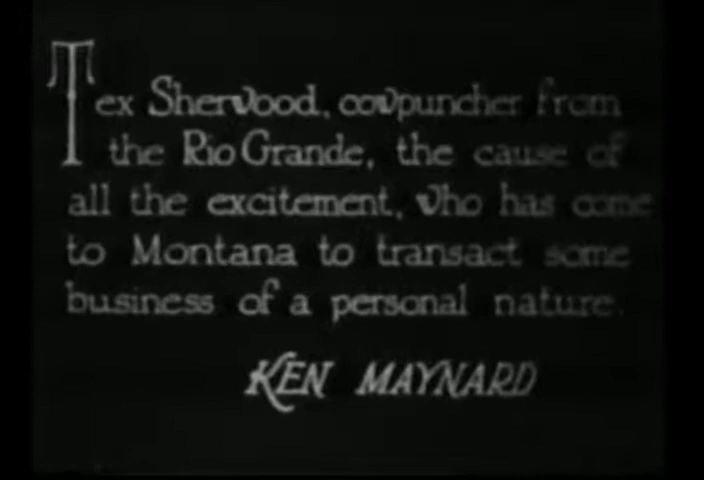 Tex Sherwood, cowpuncher from
the Rio Grande, the cause of
all the excitement, who has come
to Montana to transact some
business of a personal nature.
KEN MAYNARD